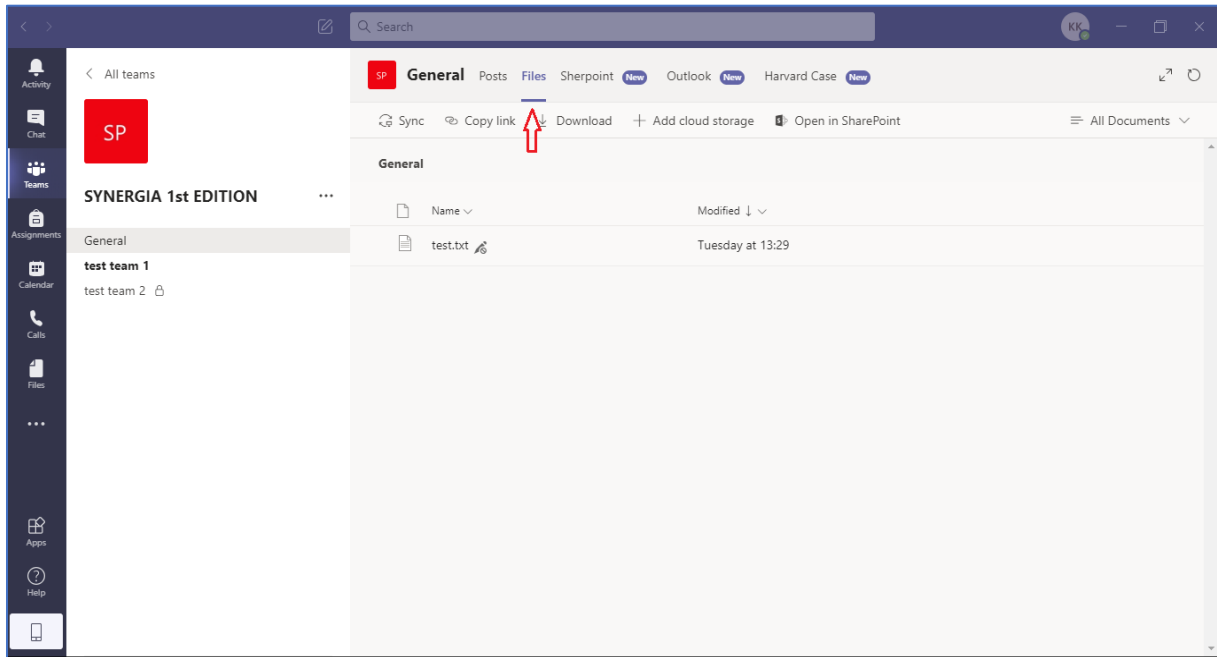 Search
KK
Activity
Chat
Teams
Assignments
Calendar
Calls
Files
Apps
Help
All teams
SP
SYNERGIA 1st EDITION
General
test team 1
test team 2
SP General Posts Files Sherpoint New Outlook New Harvard Case New
Sync Copy link Download Add cloud storage Open in SharePoint All Documents
General
Name Modified
test.txt Tuesday at 13:29